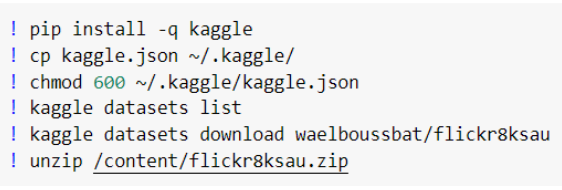 ! pip install -q kaggle
! cp kaggle.json ~/.kaggle/
! chmod 600 ~/.kaggle/kaggle.json
! kaggle datasets list
! kaggle datasets download waelboussbat/flickr8ksau
! unzip /content/flickr8ksau.zip